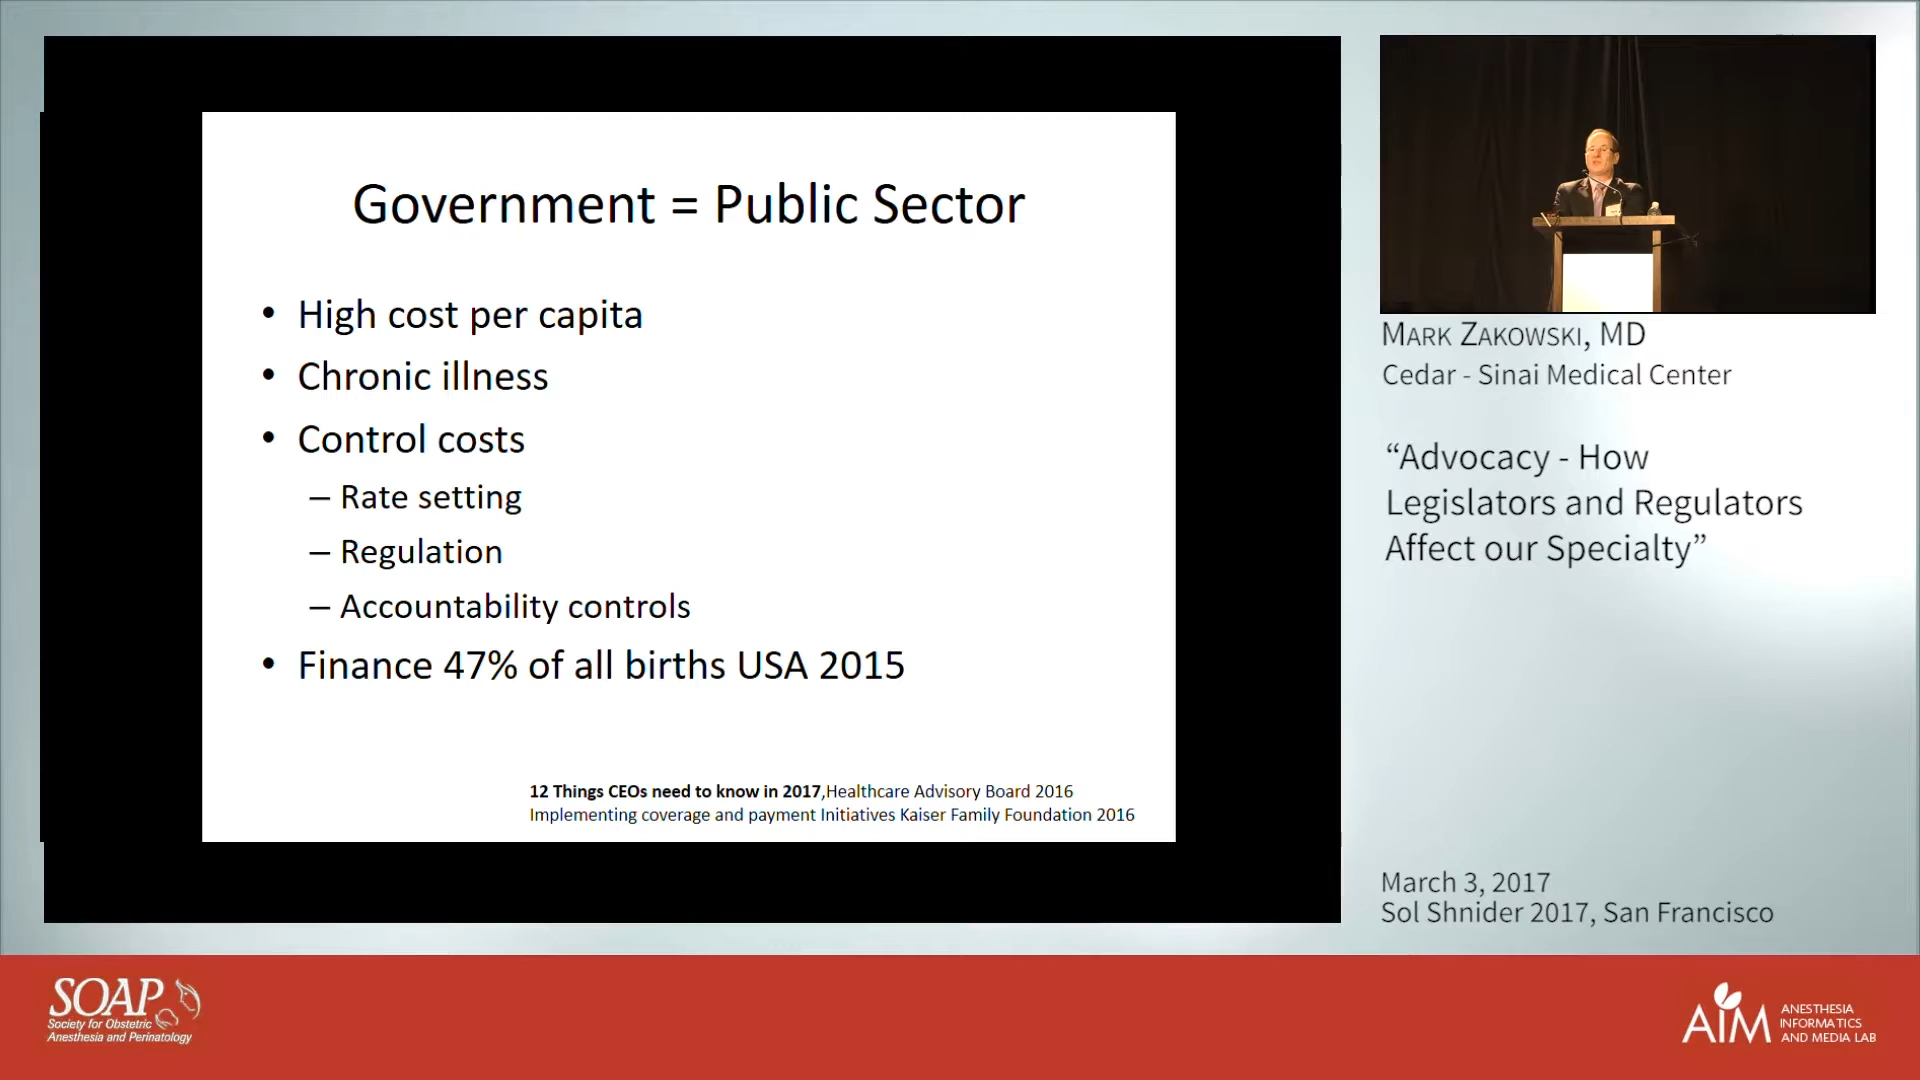 Government = Public Sector
• High cost per capita
• Chronic illness
• Control costs
– Rate setting
– Regulation
– Accountability controls
• Finance 47% of all births USA 2015
12 Things CEOs need to know in 2017,Healthcare Advisory Board 2016
Implementing coverage and payment Initiatives Kaiser Family Foundation 2016
MARK ZAKOWSKI, MD
Cedar - Sinai Medical Center
“Advocacy - How
Legislators and Regulators
Affect our Specialty”
March 3, 2017
Sol Shnider 2017, San Francisco
SOAP
Society for Obstetric
Anesthesia and Perinatology
AIM
ANESTHESIA
INFORMATICS
AND MEDIA LAB